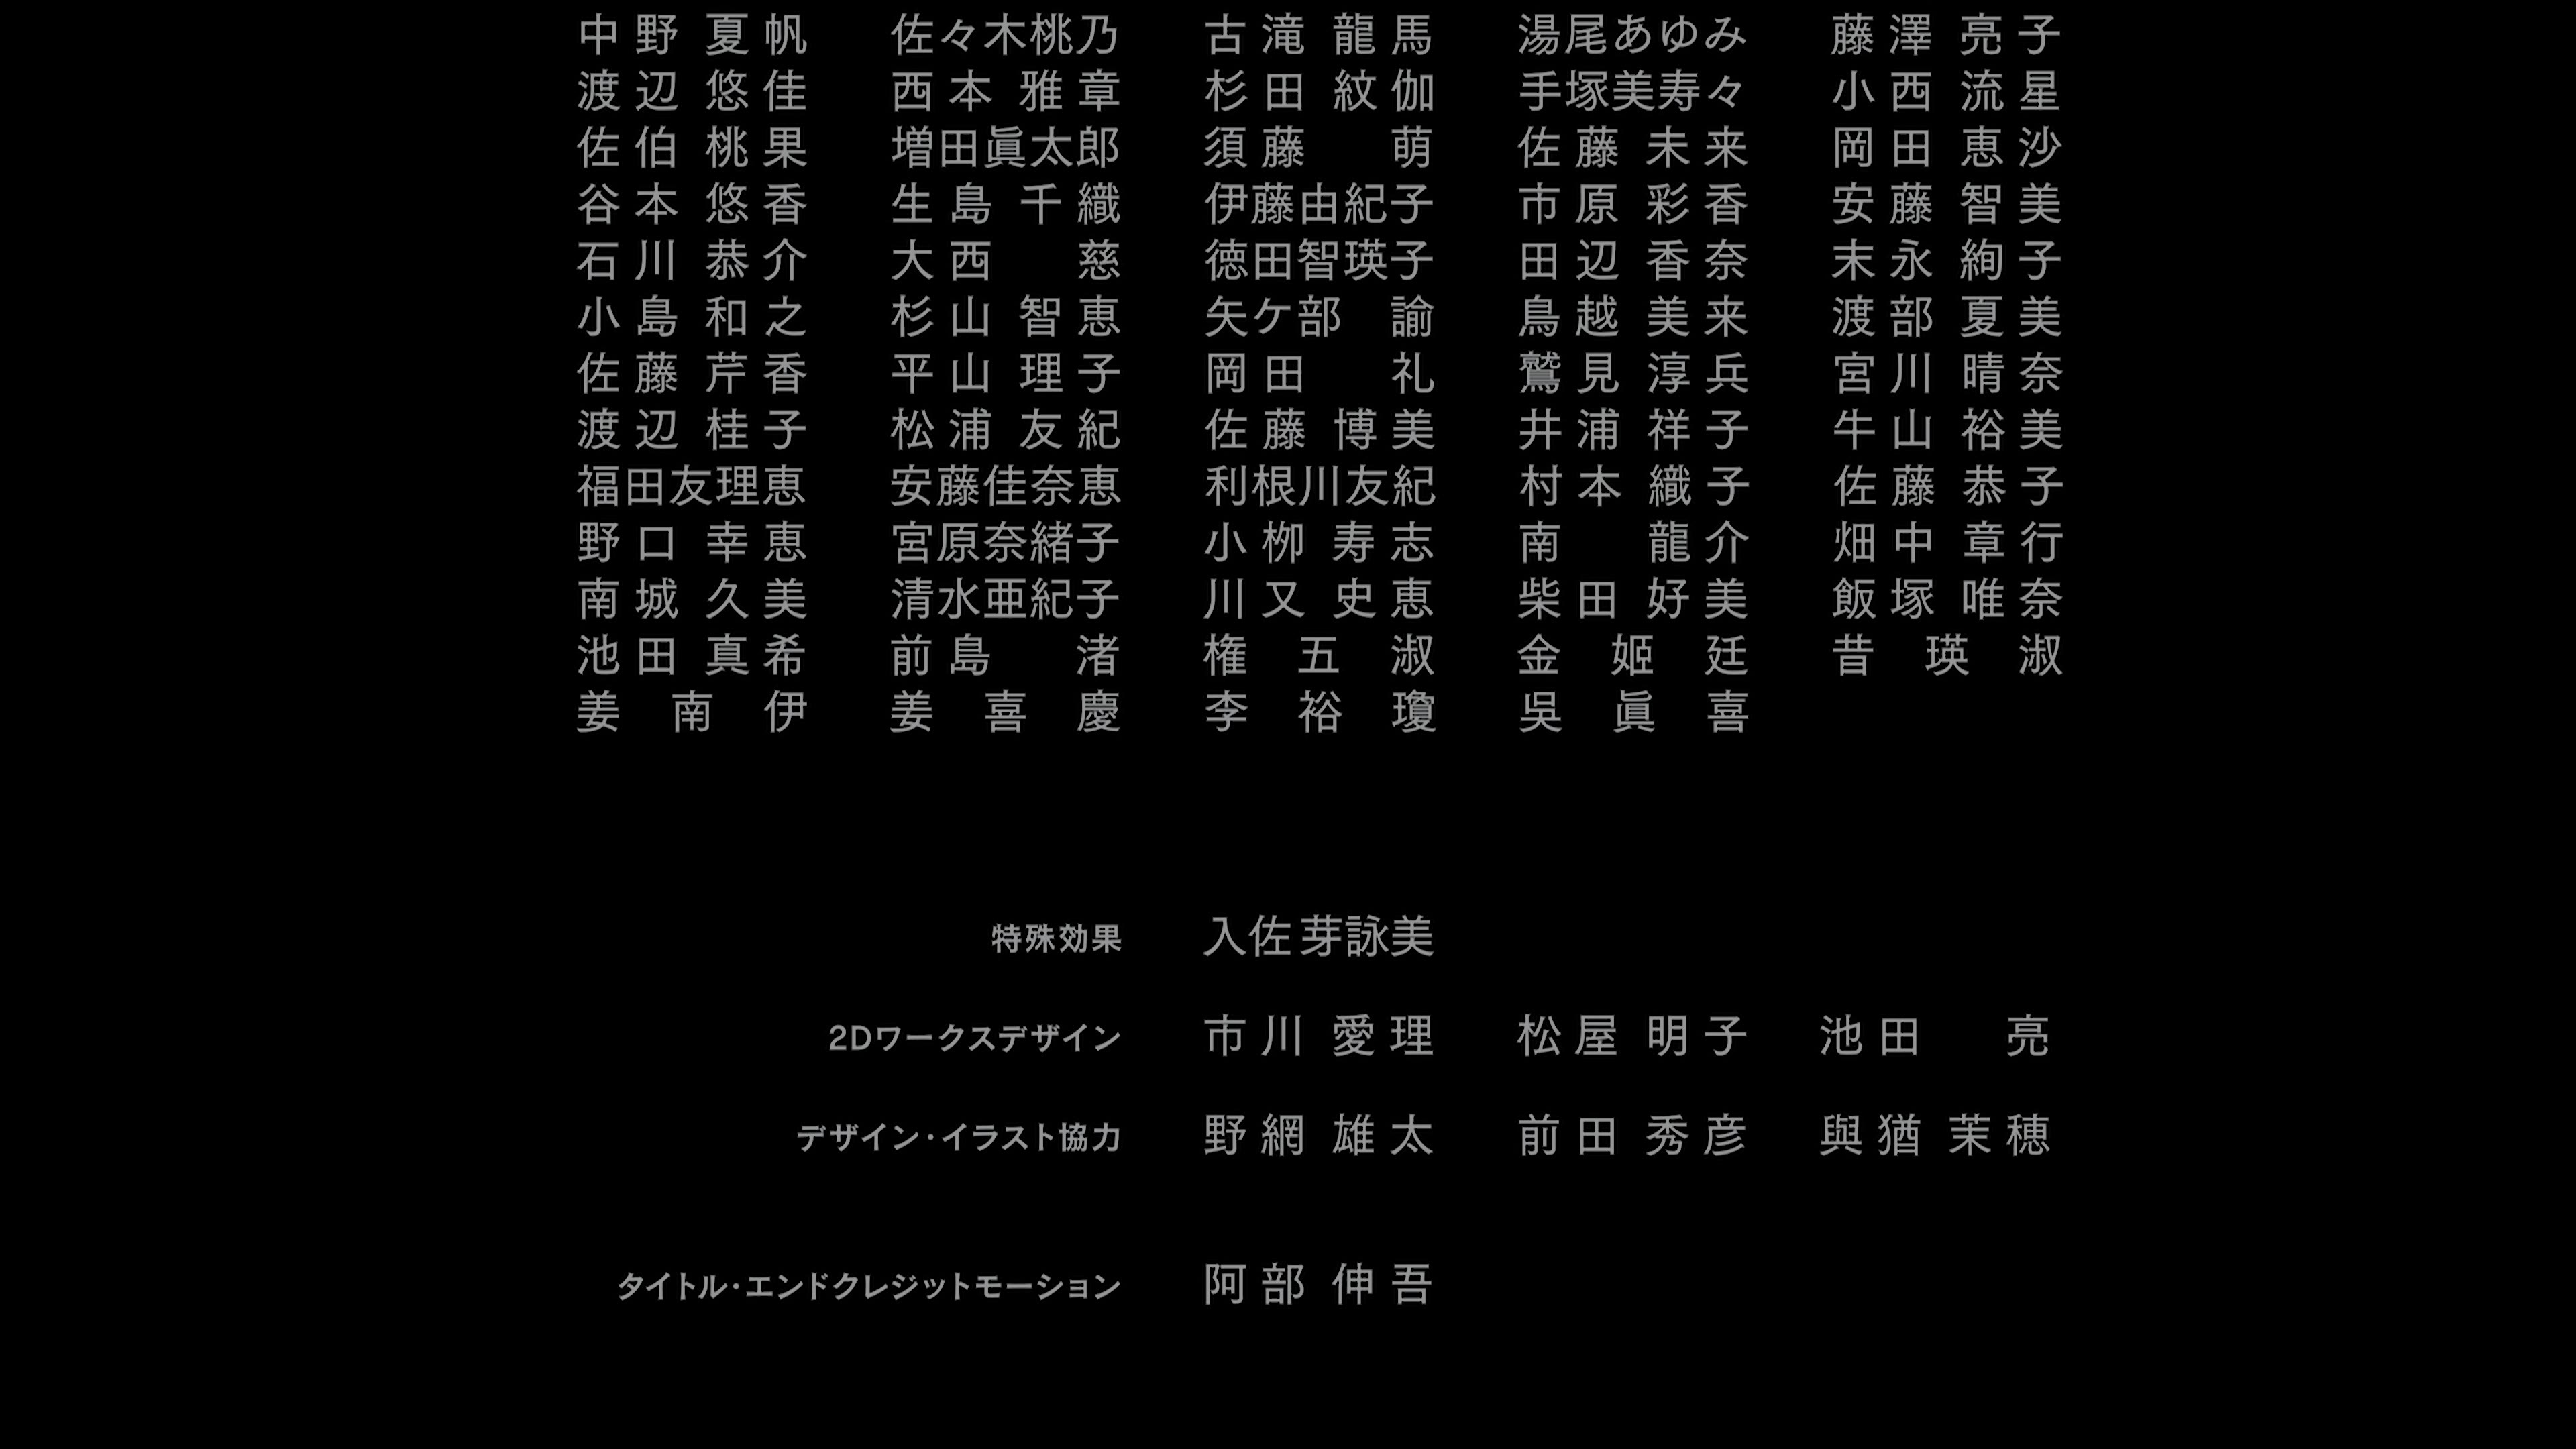 中野夏帆 佐々木桃乃 古滝龍馬 湯尾あゆみ 藤澤亮子
渡辺悠佳 西本雅章 杉田紋伽 手塚美寿々 小西流星
佐伯桃果 増田眞太郎 須藤萌 佐藤未来 岡田恵沙
谷本悠香 生島千織 伊藤由紀子 市原彩香 安藤智美
石川恭介 大西慈 徳田智瑛子 田辺香奈 末永絢子
小島和之 杉山智恵 矢ケ部諭 鳥越美来 渡部夏美
佐藤芹香 平山理子 岡田礼 鷲見淳兵 宮川晴奈
渡辺桂子 松浦友紀 佐藤博美 井浦祥子 牛山裕美
福田友理恵 安藤佳奈恵 利根川友紀 村本織子 佐藤恭子
野口幸恵 宮原奈緒子 小栁寿志 南龍介 畑中章行
南城久美 清水亜紀子 川又史恵 柴田好美 飯塚唯奈
池田真希 前島渚 権五淑 金姫廷 昔瑛淑
姜南伊 姜喜慶 李裕瓊 呉眞喜
特殊効果 入佐芽詠美
2Dワークスデザイン 市川愛理 松屋明子 池田亮
デザイン・イラスト協力 野網雄太 前田秀彦 與猶茉穂
タイトル・エンドクレジットモーション 阿部伸吾